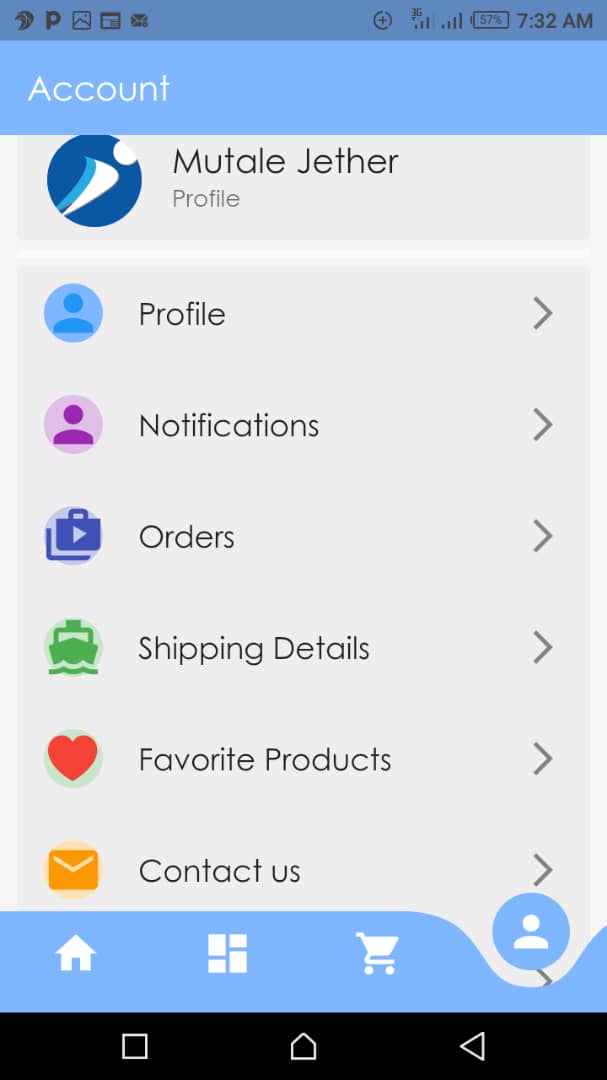 3G
57%
7:32 AM
Account
Mutale Jether
Profile
Profile
Notifications
Orders
Shipping Details
Favorite Products
Contact us